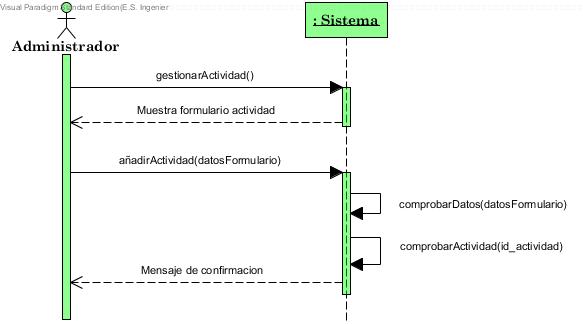 Visual Paradigm Standard Edition(E.S. Ingenier
: Sistema
Administrador
gestionarActividad()
Muestra formulario actividad
añadirActividad(datosFormulario)
comprobarDatos(datosFormulario)
comprobarActividad(id_actividad)
Mensaje de confirmacion